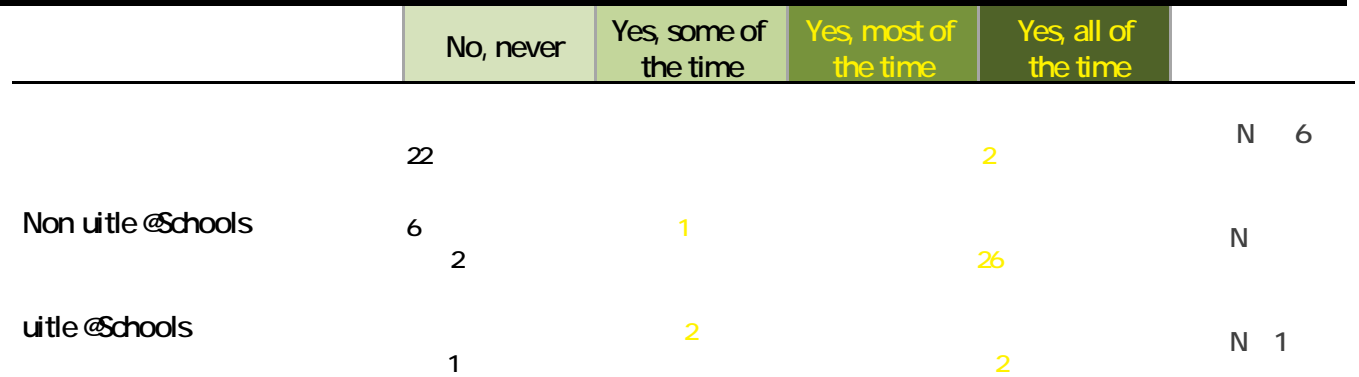 No, never
Yes, some of
the time
Yes, most of
the time
Yes, all of
the time
N 6
22 2
Non uitle @Schools 6 1
N
2 26
uitle @Schools 2
N 1
1 2